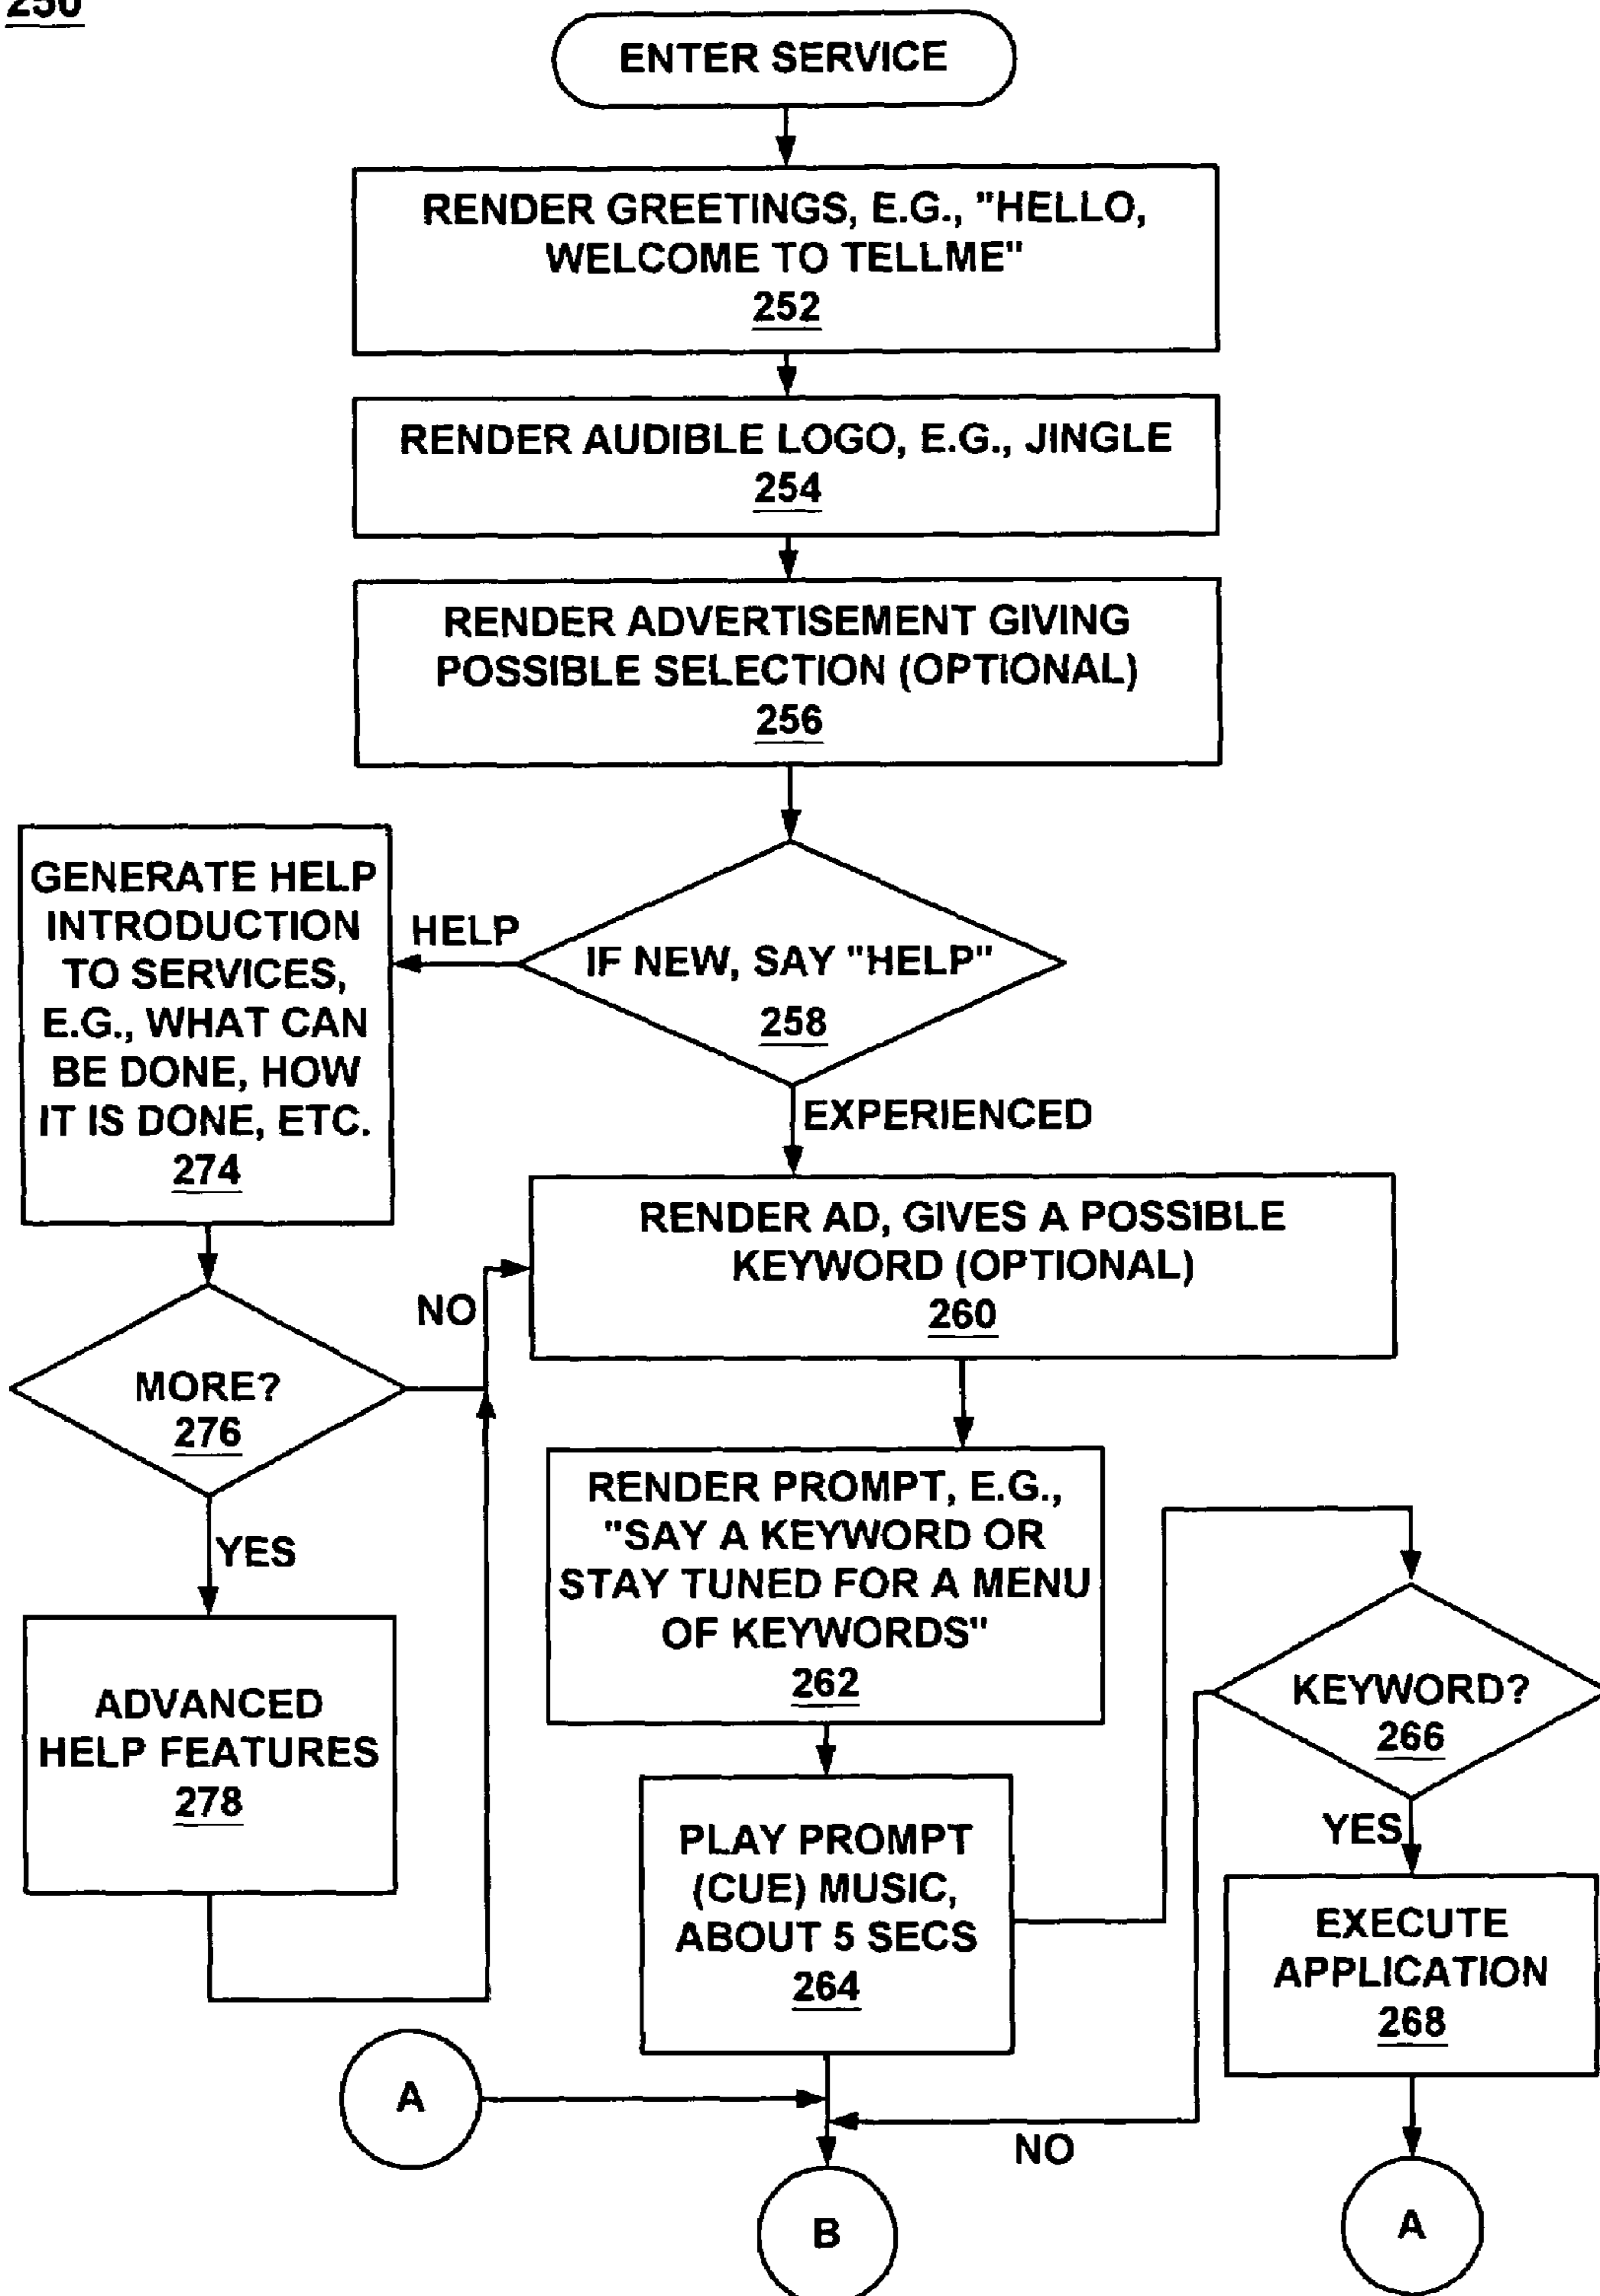 250
ENTER SERVICE
RENDER GREETINGS, E.G., "HELLO,
WELCOME TO TELLME"
252
RENDER AUDIBLE LOGO, E.G., JINGLE
254
RENDER ADVERTISEMENT GIVING
POSSIBLE SELECTION (OPTIONAL)
256
IF NEW, SAY "HELP"
258
HELP
GENERATE HELP
INTRODUCTION
TO SERVICES,
E.G., WHAT CAN
BE DONE, HOW
IT IS DONE, ETC.
274
EXPERIENCED
RENDER AD, GIVES A POSSIBLE
KEYWORD (OPTIONAL)
260
NO
MORE?
276
YES
ADVANCED
HELP FEATURES
278
RENDER PROMPT, E.G.,
"SAY A KEYWORD OR
STAY TUNED FOR A MENU
OF KEYWORDS"
262
PLAY PROMPT
(CUE) MUSIC,
ABOUT 5 SECS
264
KEYWORD?
266
YES
EXECUTE
APPLICATION
268
A
NO
B
A